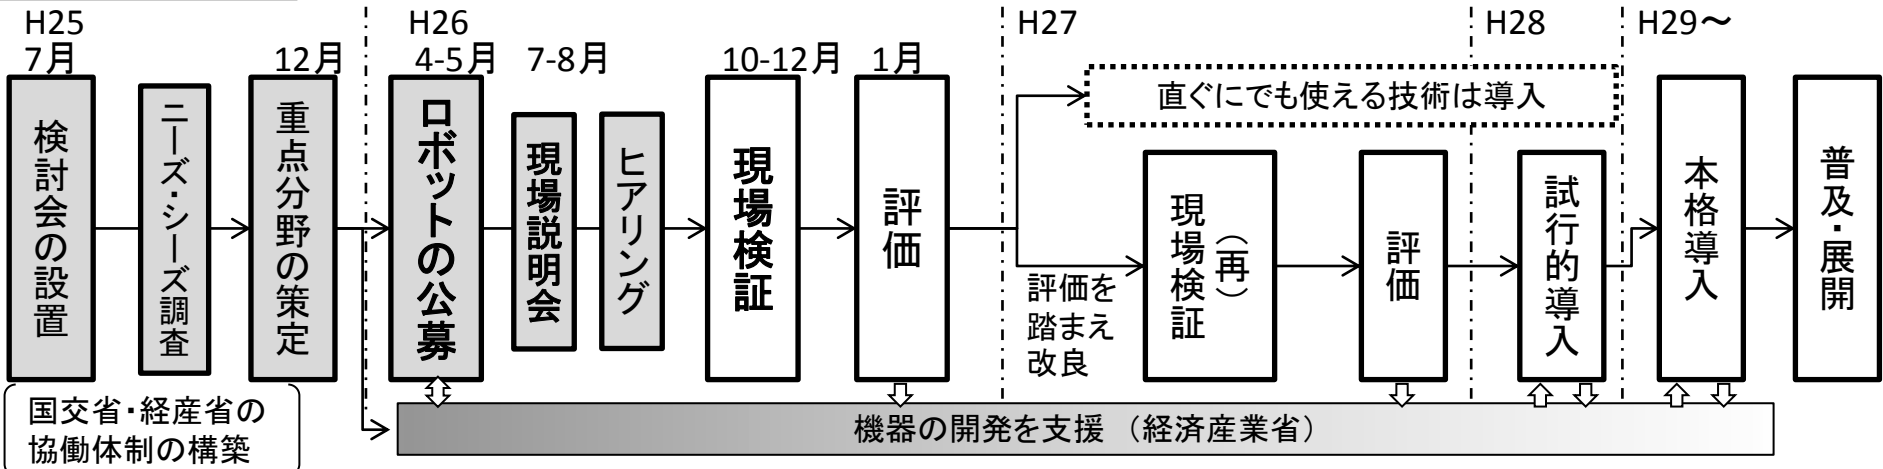 H25
7月
12月
H26
4-5月
7-8月
10-12月
1月
H27
H28
H29～
検討会の設置
ニーズ・シーズ調査
重点分野の策定
ロボットの公募
現場説明会
ヒアリング
現場検証
評価
直ぐにでも使える技術は導入
評価を
踏まえ
改良
現場検証
（再）
評価
試行的導入
本格導入
普及・展開
国交省・経産省の
協働体制の構築
機器の開発を支援 （経済産業省）